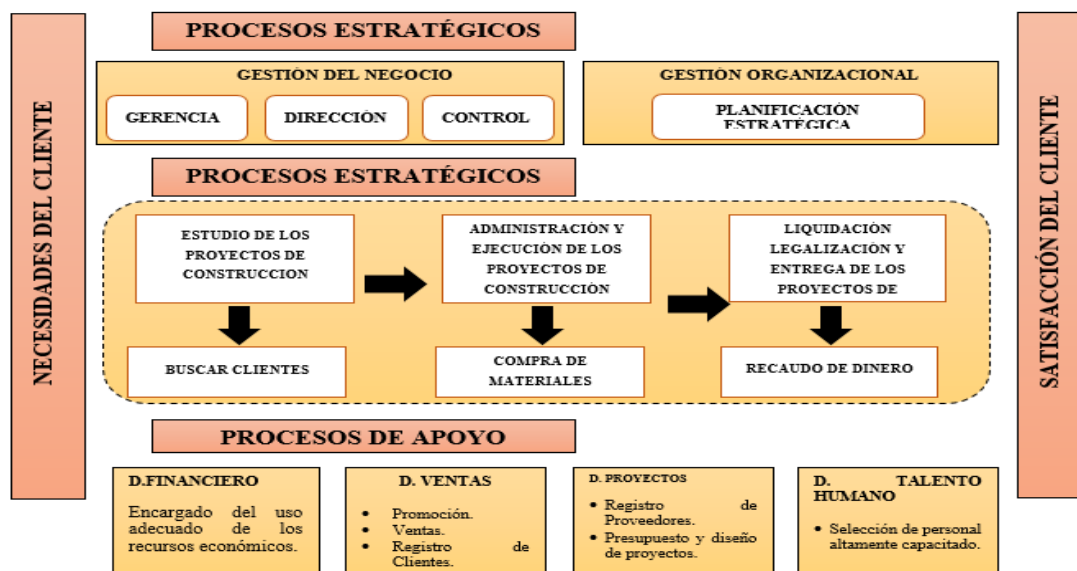 NECESIDADES DEL CLIENTE
PROCESOS ESTRATÉGICOS
GESTIÓN DEL NEGOCIO
GERENCIA
DIRECCIÓN
CONTROL
GESTIÓN ORGANIZACIONAL
PLANIFICACIÓN
ESTRATÉGICA
PROCESOS ESTRATÉGICOS
ESTUDIO DE LOS
PROYECTOS DE
CONSTRUCCION
ADMINISTRACIÓN Y
EJECUCIÓN DE LOS
PROYECTOS DE
CONSTRUCCIÓN
LIQUIDACIÓN
LEGALIZACIÓN Y
ENTREGA DE LOS
PROYECTOS DE
BUSCAR CLIENTES
COMPRA DE
MATERIALES
RECAUDO DE DINERO
PROCESOS DE APOYO
D.FINANCIERO
Encargado del uso
adecuado de los
recursos económicos.
D. VENTAS
• Promoción.
• Ventas.
• Registro de
Clientes.
D. PROYECTOS
• Registro de
Proveedores.
• Presupuesto y diseño
de proyectos.
D. TALENTO
HUMANO
• Selección de personal
altamente capacitado.
SATISFACCIÓN DEL CLIENTE